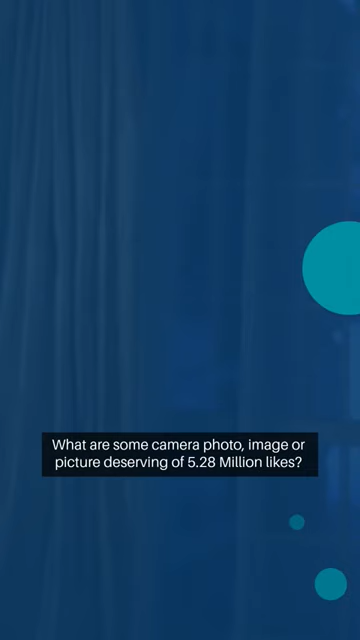 What are some camera photo, image or
picture deserving of 5.28 Million likes?